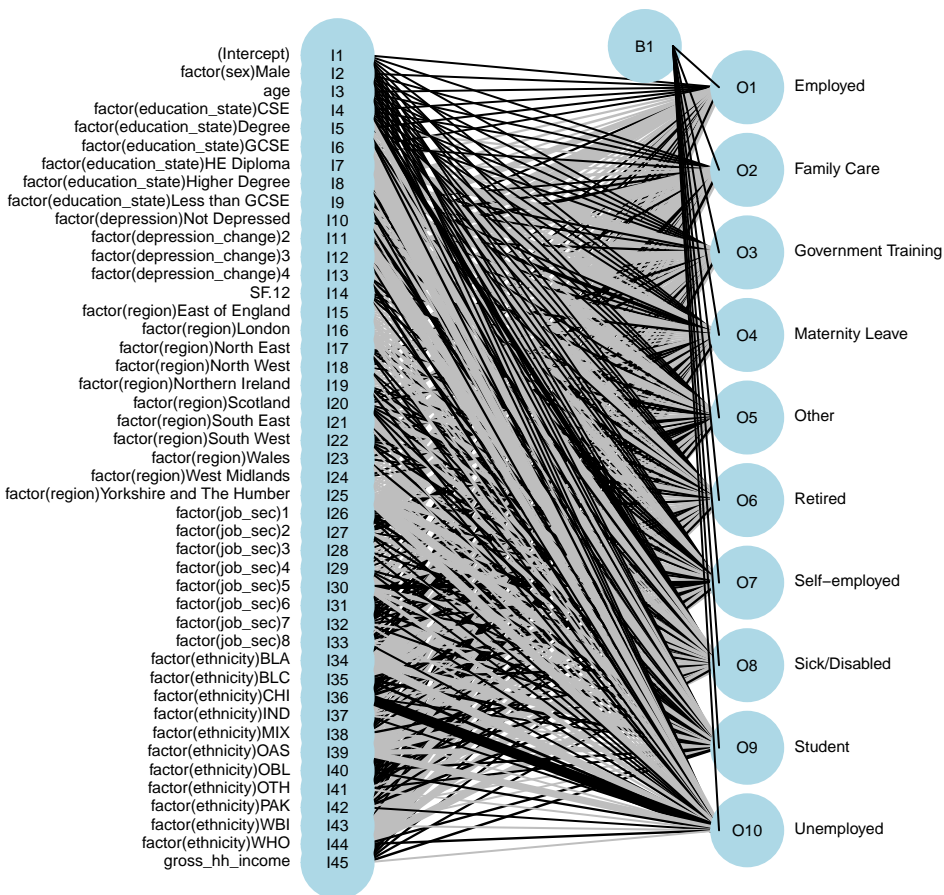 B1
(Intercept) I1
factor(sex)Male I2
age I3
factor(education_state)CSE I4
factor(education_state)Degree I5
factor(education_state)GCSE I6
factor(education_state)HE Diploma I7
factor(education_state)Higher Degree I8
factor(education_state)Less than GCSE I9
factor(depression)Not Depressed I10
factor(depression_change)2 I11
factor(depression_change)3 I12
factor(depression_change)4 I13
SF.12 I14
factor(region)East of England I15
factor(region)London I16
factor(region)North East I17
factor(region)North West I18
factor(region)Northern Ireland I19
factor(region)Scotland I20
factor(region)South East I21
factor(region)South West I22
factor(region)Wales I23
factor(region)West Midlands I24
factor(region)Yorkshire and The Humber I25
factor(job_sec)1 I26
factor(job_sec)2 I27
factor(job_sec)3 I28
factor(job_sec)4 I29
factor(job_sec)5 I30
factor(job_sec)6 I31
factor(job_sec)7 I32
factor(job_sec)8 I33
factor(ethnicity)BLA I34
factor(ethnicity)BLC I35
factor(ethnicity)CHI I36
factor(ethnicity)IND I37
factor(ethnicity)MIX I38
factor(ethnicity)OAS I39
factor(ethnicity)OBL I40
factor(ethnicity)OTH I41
factor(ethnicity)PAK I42
factor(ethnicity)WBI I43
factor(ethnicity)WHO I44
gross_hh_income I45
O1 Employed
O2 Family Care
O3 Government Training
O4 Maternity Leave
O5 Other
O6 Retired
O7 Self−employed
O8 Sick/Disabled
O9 Student
O10 Unemployed